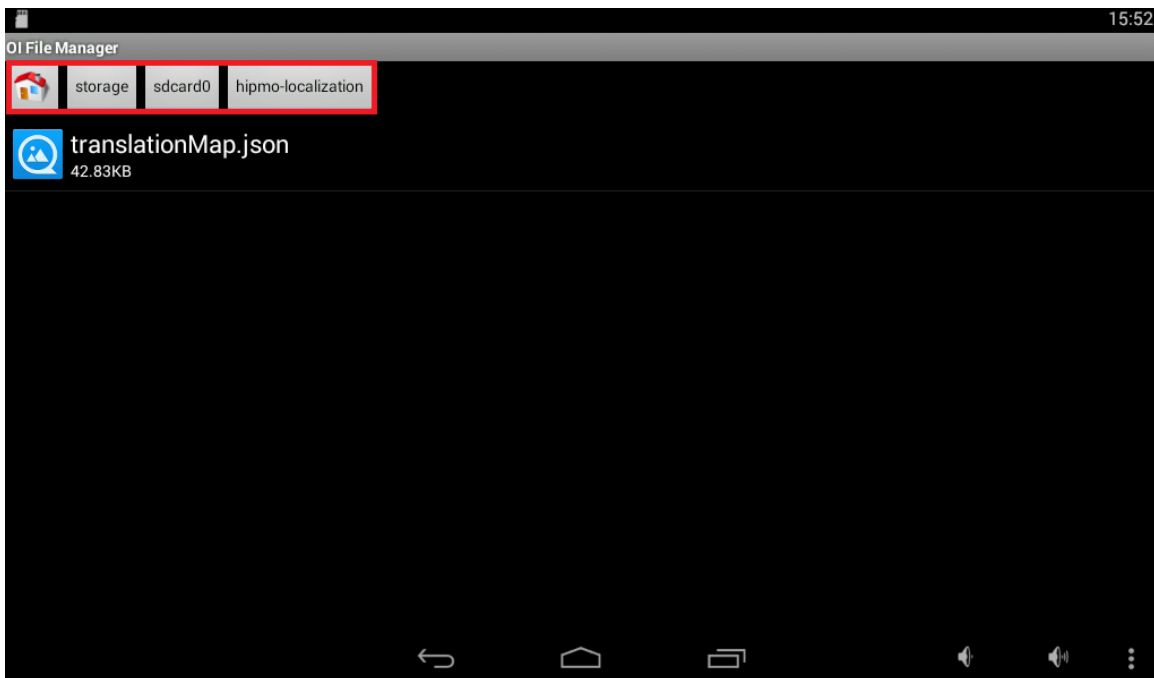 15:52
OI File Manager
storage sdcard0 hipmo-localization
translationMap.json
42.83KB